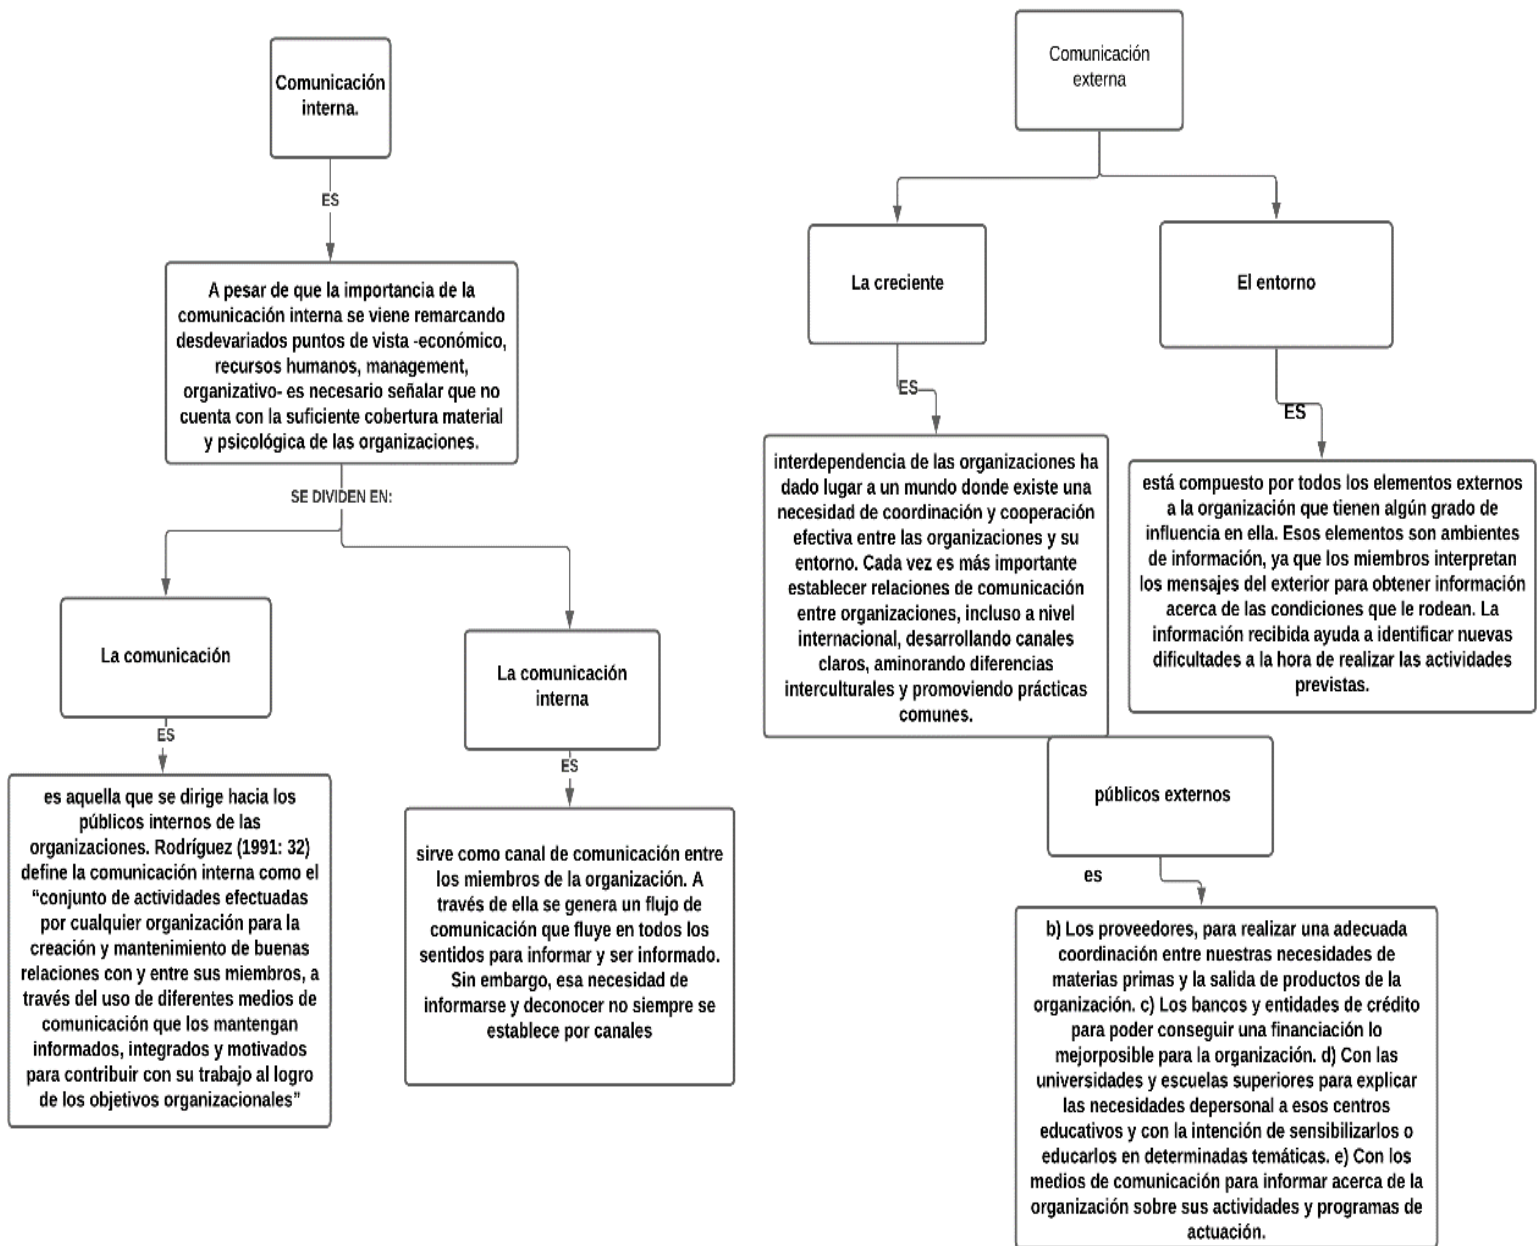 Comunicación
interna.
ES
A pesar de que la importancia de la
comunicación interna se viene remarcando
desdevariados puntos de vista -económico,
recursos humanos, management,
organizativo- es necesario señalar que no
cuenta con la suficiente cobertura material
y psicológica de las organizaciones.
SE DIVIDEN EN:
La comunicación
ES
es aquella que se dirige hacia los
públicos internos de las
organizaciones. Rodríguez (1991: 32)
define la comunicación interna como el
“conjunto de actividades efectuadas
por cualquier organización para la
creación y mantenimiento de buenas
relaciones con y entre sus miembros, a
través del uso de diferentes medios de
comunicación que los mantengan
informados, integrados y motivados
para contribuir con su trabajo al logro
de los objetivos organizacionales”
La comunicación
interna
ES
sirve como canal de comunicación entre
los miembros de la organización. A
través de ella se genera un flujo de
comunicación que fluye en todos los
sentidos para informar y ser informado.
Sin embargo, esa necesidad de
informarse y deconocer no siempre se
establece por canales
Comunicación
externa
La creciente
ES
interdependencia de las organizaciones ha
dado lugar a un mundo donde existe una
necesidad de coordinación y cooperación
efectiva entre las organizaciones y su
entorno. Cada vez es más importante
establecer relaciones de comunicación
entre organizaciones, incluso a nivel
internacional, desarrollando canales
claros, aminorando diferencias
interculturales y promoviendo prácticas
comunes.
El entorno
ES
está compuesto por todos los elementos externos
a la organización que tienen algún grado de
influencia en ella. Esos elementos son ambientes
de información, ya que los miembros interpretan
los mensajes del exterior para obtener información
acerca de las condiciones que le rodean. La
información recibida ayuda a identificar nuevas
dificultades a la hora de realizar las actividades
previstas.
públicos externos
es
b) Los proveedores, para realizar una adecuada
coordinación entre nuestras necesidades de
materias primas y la salida de productos de la
organización. c) Los bancos y entidades de crédito
para poder conseguir una financiación lo
mejorposible para la organización. d) Con las
universidades y escuelas superiores para explicar
las necesidades depersonal a esos centros
educativos y con la intención de sensibilizarlos o
educarlos en determinadas temáticas. e) Con los
medios de comunicación para informar acerca de la
organización sobre sus actividades y programas de
actuación.